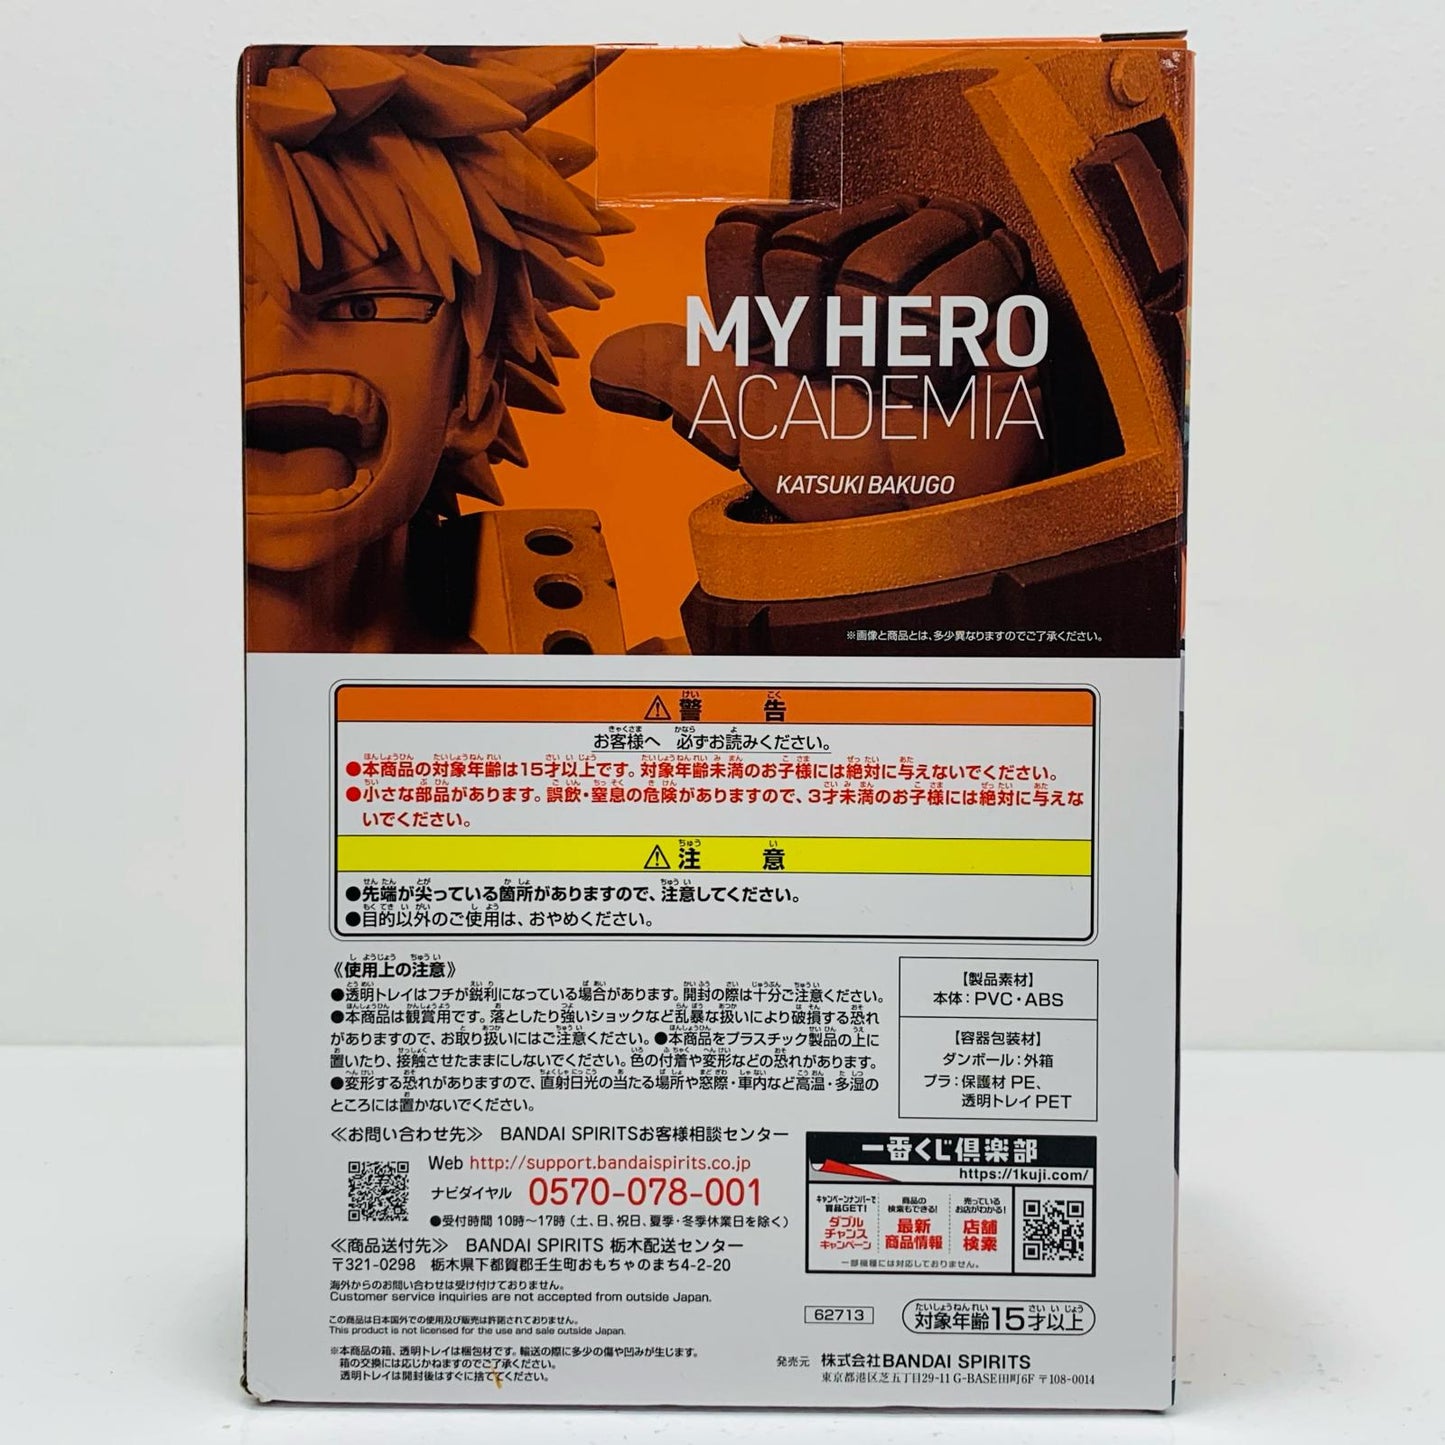 MY HERO
ACADEMIA
KATSUKI BAKUGO
※画像と商品とは、多少異なりますのでご了承ください。
⚠警告
お客様へ 必ずお読みください。
●本商品の対象年齢は15才以上です。対象年齢未満のお子様には絶対に与えないでください。
●小さな部品があります。誤飲・窒息の危険がありますので、3才未満のお子様には絶対に与えな
いでください。
⚠注意
●先端が尖っている箇所がありますので、注意してください。
●目的以外のご使用は、おやめください。
《使用上の注意》
●透明トレイはフチが鋭利になっている場合があります。開封の際は十分ご注意ください。
●本商品は観賞用です。落としたり強いショックなど乱暴な扱いにより破損する恐れ
がありますので、お取り扱いにはご注意ください。●本商品をプラスチック製品の上に
置いたり、接触させたままにしないでください。色の付着や変形などの恐れがあります。
●変形する恐れがありますので、直射日光の当たる場所や窓際・車内など高温・多湿の
ところには置かないでください。
【製品素材】
本体:PVC・ABS
【容器包装材】
ダンボール:外箱
プラ:保護材 PE、
透明トレイ PET
≪お問い合わせ先≫ BANDAI SPIRITSお客様相談センター
Web http://support.bandaispirits.co.jp
ナビダイヤル 0570-078-001
●受付時間 10時〜17時(土、日、祝日、夏季・冬季休業日を除く)
≪商品送付先≫ BANDAI SPIRITS 栃木配送センター
〒321-0298 栃木県下都賀郡壬生町おもちゃのまち4-2-20
海外からのお問い合わせは受け付けておりません。
Customer service inquiries are not accepted from outside Japan.
この商品は日本国外での使用及び販売は許諾されておりません。
This product is not licensed for the use and sale outside Japan.
※本商品の箱、透明トレイは梱包材です。輸送の際に多少の傷や凹みが生じます。
箱の交換には応じかねますのでご了承ください。
透明トレイは開封後はすぐに捨ててください。
一番くじ倶楽部
https://1kuji.com/
キャンペーンナンバーで
賞品GET!
ダブル
チャンス
キャンペーン
商品の
検索もできる!
最新
商品情報
売っている
お店がわかる!
店舗
検索
一部機種には対応しておりません。
62713
対象年齢15才以上
発売元 株式会社BANDAI SPIRITS
東京都港区芝五丁目29-11 G-BASE田町6F 〒108-0014